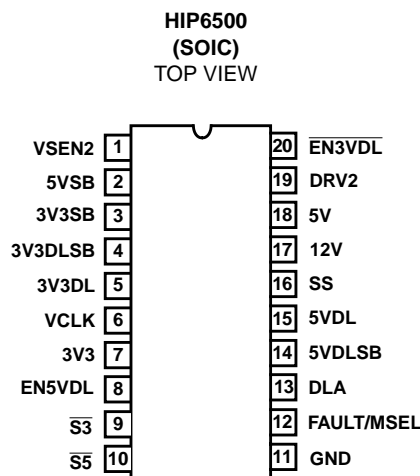 HIP6500
(SOIC)
TOP VIEW
VSEN2 1
5VSB 2
3V3SB 3
3V3DLSB 4
3V3DL 5
VCLK 6
3V3 7
EN5VDL 8
S3 9
S5 10
20 EN3VDL
19 DRV2
18 5V
17 12V
16 SS
15 5VDL
14 5VDLSB
13 DLA
12 FAULT/MSEL
11 GND